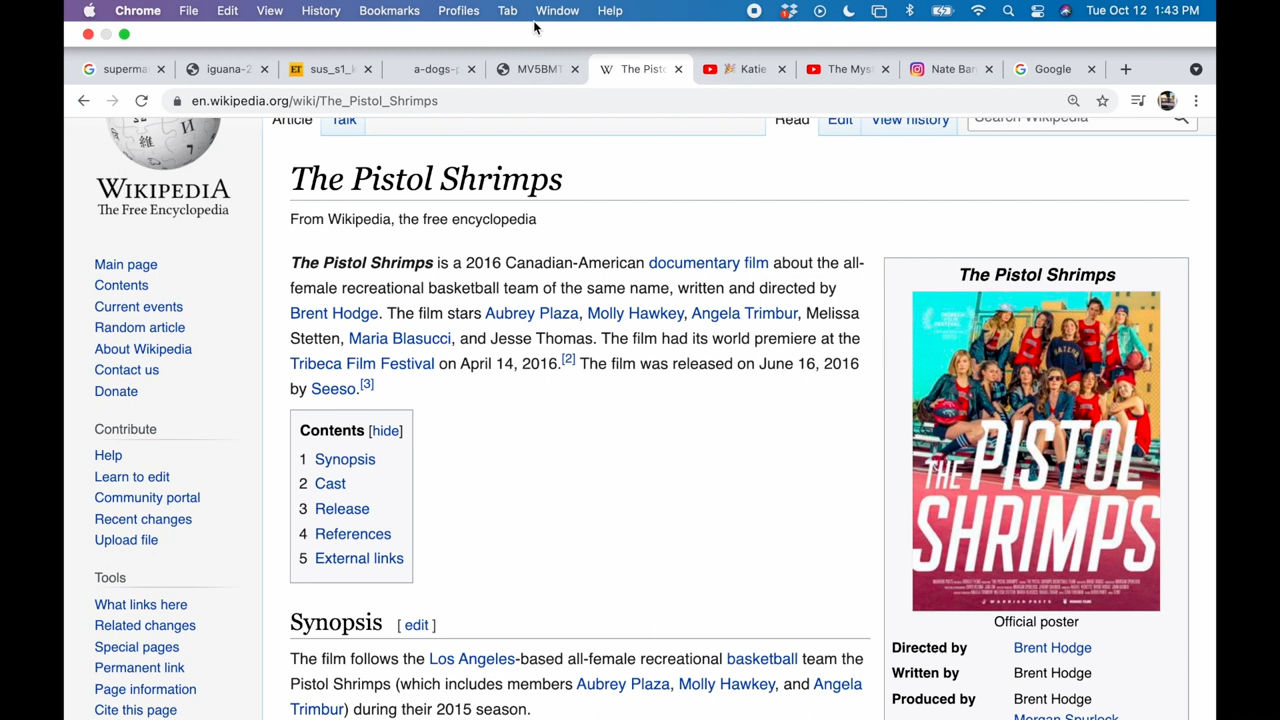 Chrome File Edit View History Bookmarks Profiles Tab Window Help Tue Oct 12 1:43 PM
superma iguana-2 ET sus_s1_ a-dogs- MV5BMT W The Pist Katie The Mys Nate Bar Google
en.wikipedia.org/wiki/The_Pistol_Shrimps
Article Talk Read Edit View history Search Wikipedia
WIKIPEDIA
The Free Encyclopedia
Main page
Contents
Current events
Random article
About Wikipedia
Contact us
Donate
Contribute
Help
Learn to edit
Community portal
Recent changes
Upload file
Tools
What links here
Related changes
Special pages
Permanent link
Page information
Cite this page
The Pistol Shrimps
From Wikipedia, the free encyclopedia
The Pistol Shrimps is a 2016 Canadian-American documentary film about the all-
female recreational basketball team of the same name, written and directed by
Brent Hodge. The film stars Aubrey Plaza, Molly Hawkey, Angela Trimbur, Melissa
Stetten, Maria Blasucci, and Jesse Thomas. The film had its world premiere at the
Tribeca Film Festival on April 14, 2016.[2] The film was released on June 16, 2016
by Seeso.[3]
Contents [hide]
1 Synopsis
2 Cast
3 Release
4 References
5 External links
Synopsis [ edit ]
The film follows the Los Angeles-based all-female recreational basketball team the
Pistol Shrimps (which includes members Aubrey Plaza, Molly Hawkey, and Angela
Trimbur) during their 2015 season.
The Pistol Shrimps
THE PISTOL
SHRIMPS
Official poster
Directed by Brent Hodge
Written by Brent Hodge
Produced by Brent Hodge
Morgan Spurlock